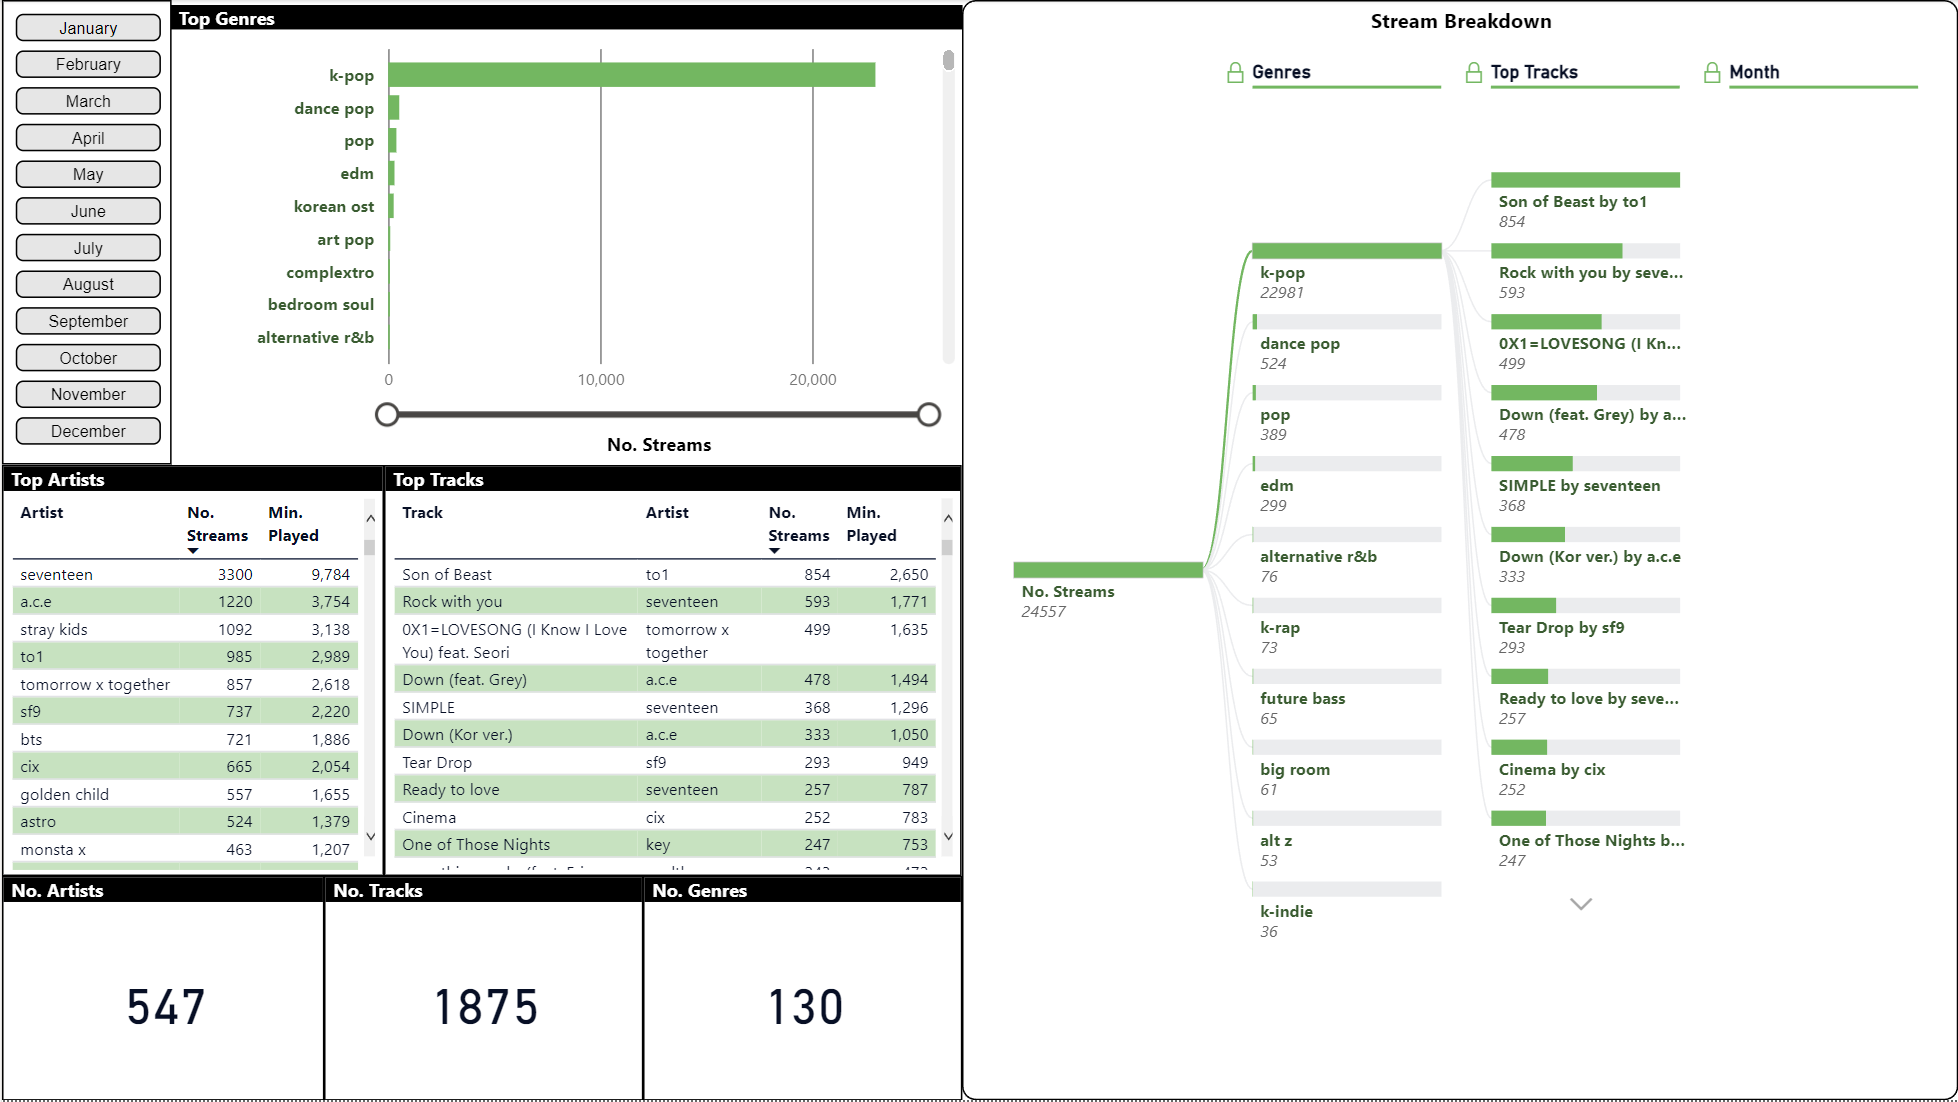 January
February
March
April
May
June
July
August
September
October
November
December
Top Genres
k-pop
dance pop
pop
edm
korean ost
art pop
complextro
bedroom soul
alternative r&b
0 10,000 20,000
No. Streams
Top Artists
Artist No. Streams Min. Played
seventeen 3300 9,784
a.c.e 1220 3,754
stray kids 1092 3,138
to1 985 2,989
tomorrow x together 857 2,618
sf9 737 2,220
bts 721 1,886
cix 665 2,054
golden child 557 1,655
astro 524 1,379
monsta x 463 1,207
Top Tracks
Track Artist No. Streams Min. Played
Son of Beast to1 854 2,650
Rock with you seventeen 593 1,771
0X1=LOVESONG (I Know I Love You) feat. Seori tomorrow x together 499 1,635
Down (feat. Grey) a.c.e 478 1,494
SIMPLE seventeen 368 1,296
Down (Kor ver.) a.c.e 333 1,050
Tear Drop sf9 293 949
Ready to love seventeen 257 787
Cinema cix 252 783
One of Those Nights key 247 753
No. Artists
547
No. Tracks
1875
No. Genres
130
Stream Breakdown
Genres Top Tracks Month
No. Streams
24557
k-pop
22981
dance pop
524
pop
389
edm
299
alternative r&b
76
k-rap
73
future bass
65
big room
61
alt z
53
k-indie
36
Son of Beast by to1
854
Rock with you by seve...
593
0X1=LOVESONG (I Kn...
499
Down (feat. Grey) by a...
478
SIMPLE by seventeen
368
Down (Kor ver.) by a.c.e
333
Tear Drop by sf9
293
Ready to love by seve...
257
Cinema by cix
252
One of Those Nights b...
247